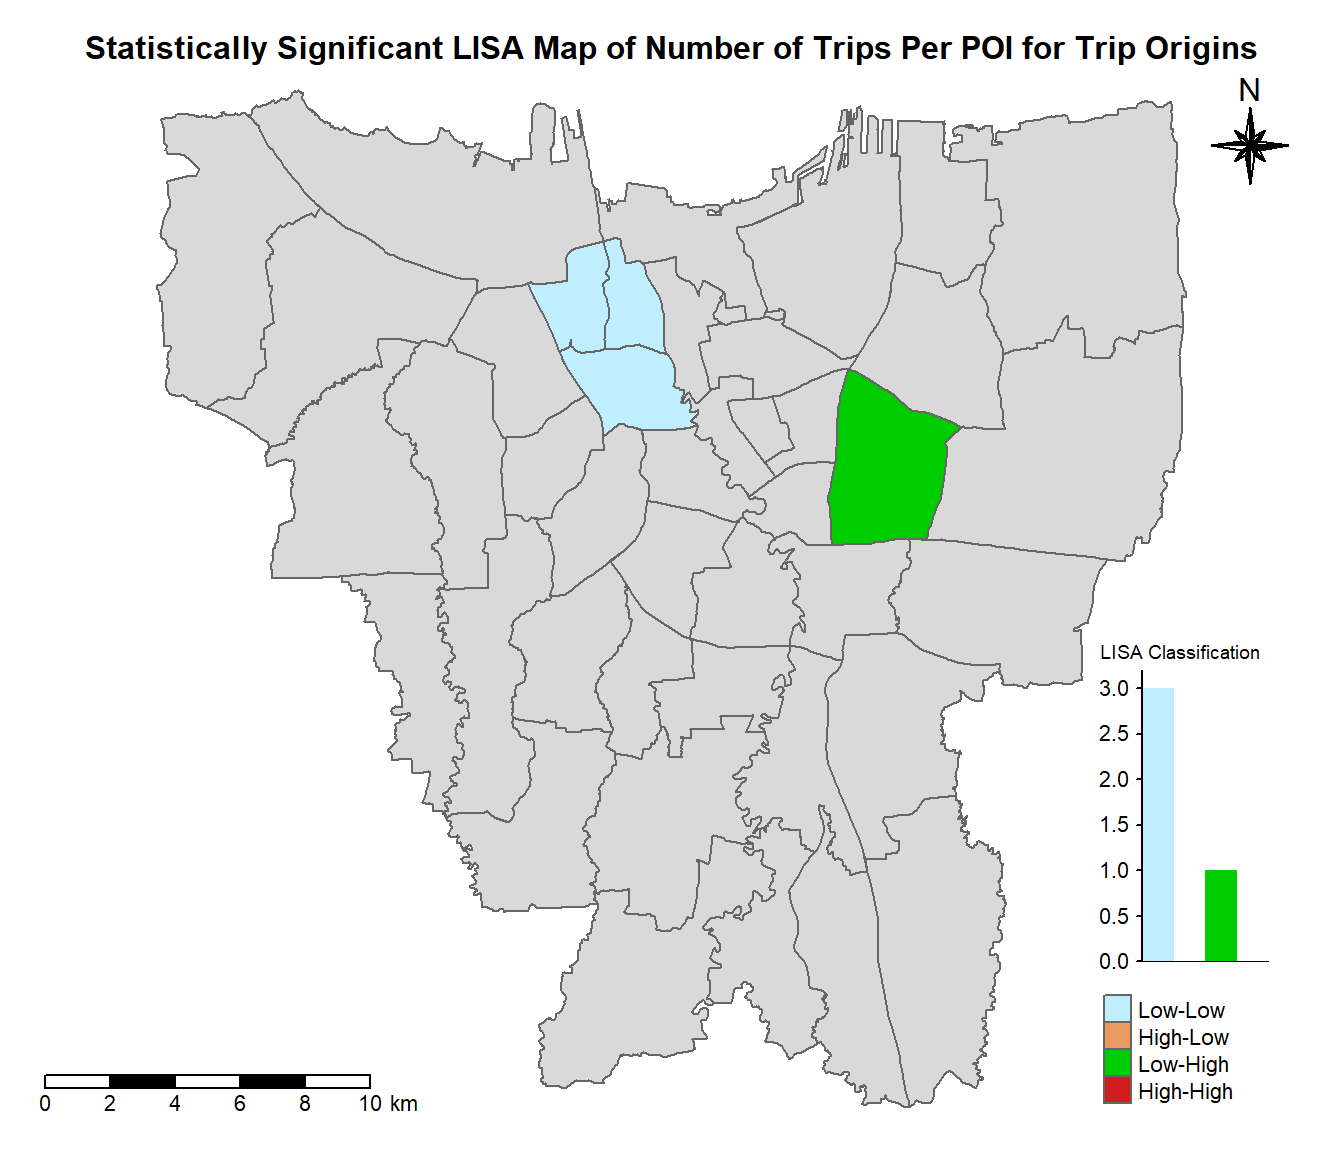 Statistically Significant LISA Map of Number of Trips Per POI for Trip Origins
N
LISA Classification
3.0
2.5
2.0
1.5
1.0
0.5
0.0
Low-Low
High-Low
Low-High
High-High
0 2 4 6 8 10 km